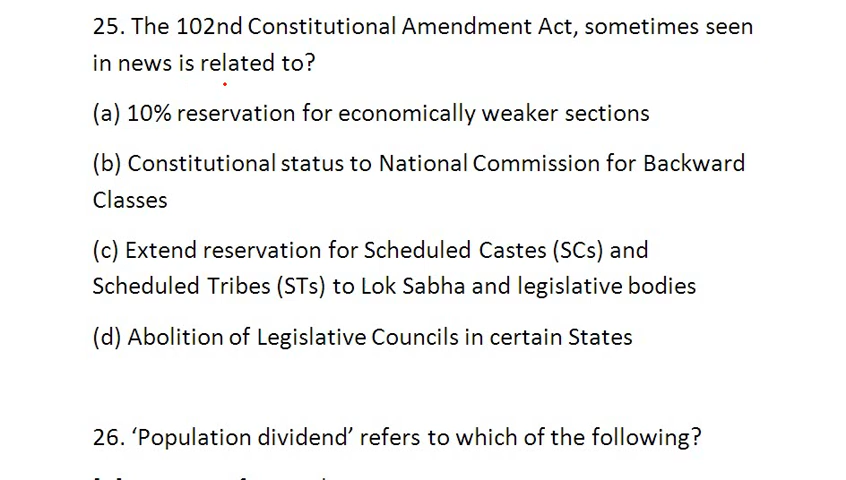 25. The 102nd Constitutional Amendment Act, sometimes seen
in news is related to?
(a) 10% reservation for economically weaker sections
(b) Constitutional status to National Commission for Backward
Classes
(c) Extend reservation for Scheduled Castes (SCs) and
Scheduled Tribes (STs) to Lok Sabha and legislative bodies
(d) Abolition of Legislative Councils in certain States
26. ‘Population dividend’ refers to which of the following?